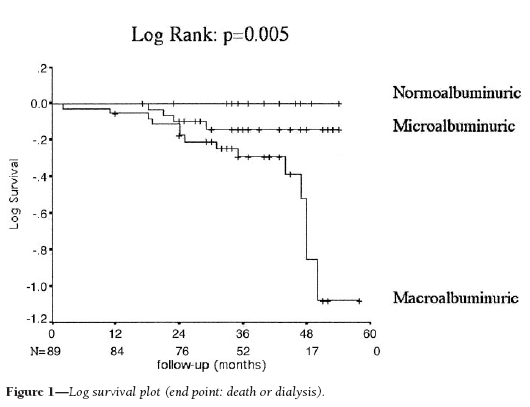 Log Rank: p=0.005
.2
0.0
-.2
-.4
-.6
-.8
-1.0
-1.2
Log Survival
Normoalbuminuric
Microalbuminuric
Macroalbuminuric
0 12 24 36 48 60
N=89 84 76 52 17 0
follow-up (months)
Figure 1—Log survival plot (end point: death or dialysis).